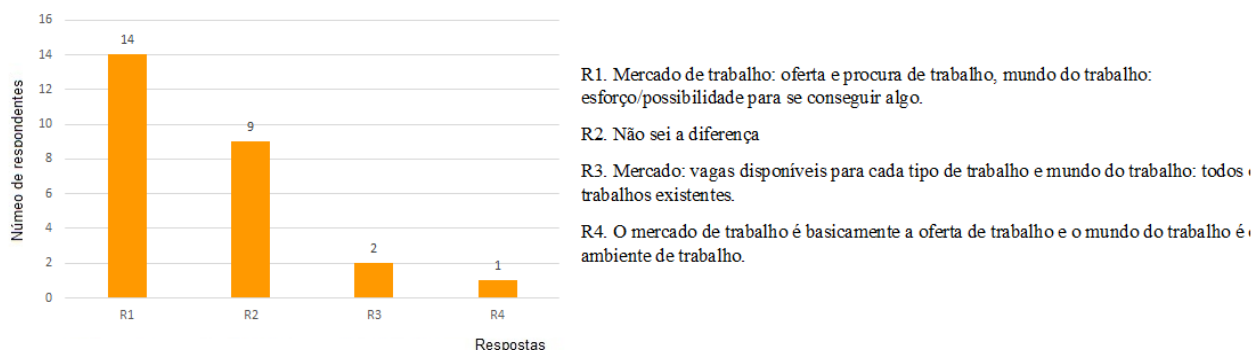 16
14
12
10
8
6
4
2
0
Númeo de respondentes
14
9
2
1
R1
R2
R3
R4
Respostas
R1. Mercado de trabalho: oferta e procura de trabalho, mundo do trabalho:
esforço/possibilidade para se conseguir algo.
R2. Não sei a diferença
R3. Mercado: vagas disponíveis para cada tipo de trabalho e mundo do trabalho: todos
trabalhos existentes.
R4. O mercado de trabalho é basicamente a oferta de trabalho e o mundo do trabalho é
ambiente de trabalho.